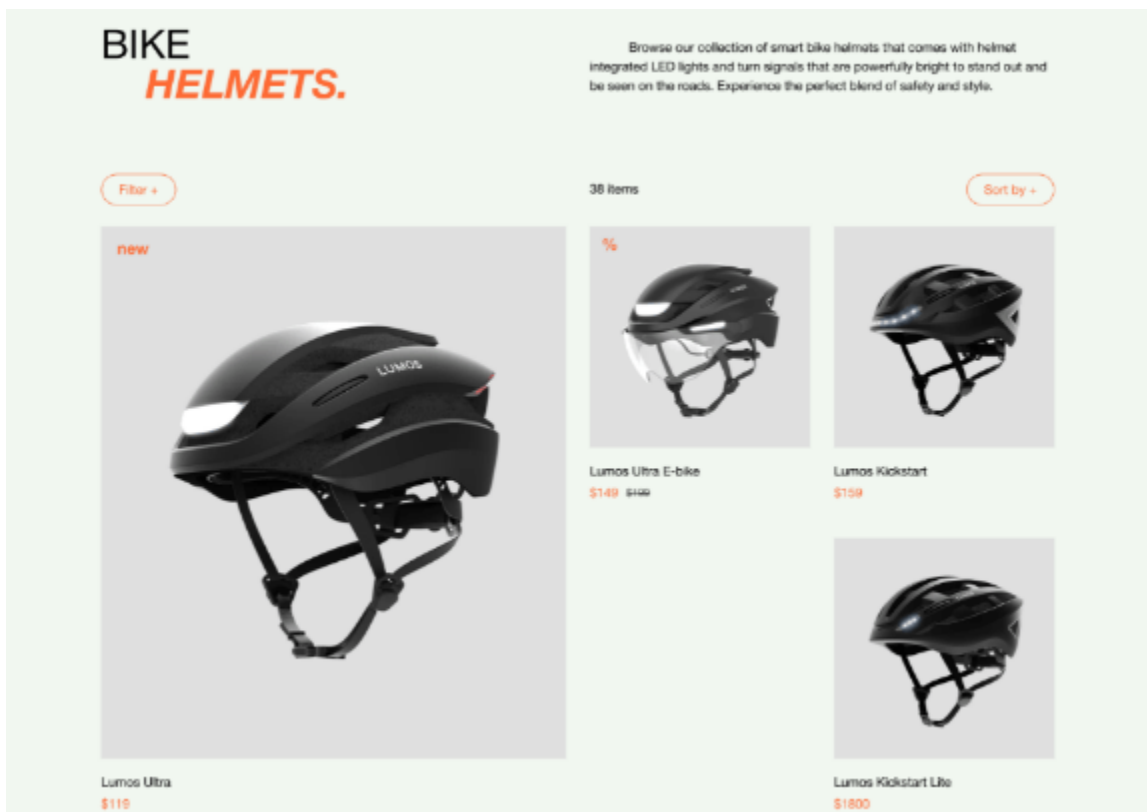 BIKE
HELMETS.
Browse our collection of smart bike helmets that comes with helmet
integrated LED lights and turn signals that are powerfully bright to stand out and
be seen on the roads. Experience the perfect blend of safety and style.
Filter +
38 items
Sort by +
new
LUMOS
%
Lumos Ultra E-bike
$149 $199
Lumos Kickstart
$159
Lumos Ultra
$119
Lumos Kickstart Lite
$1800